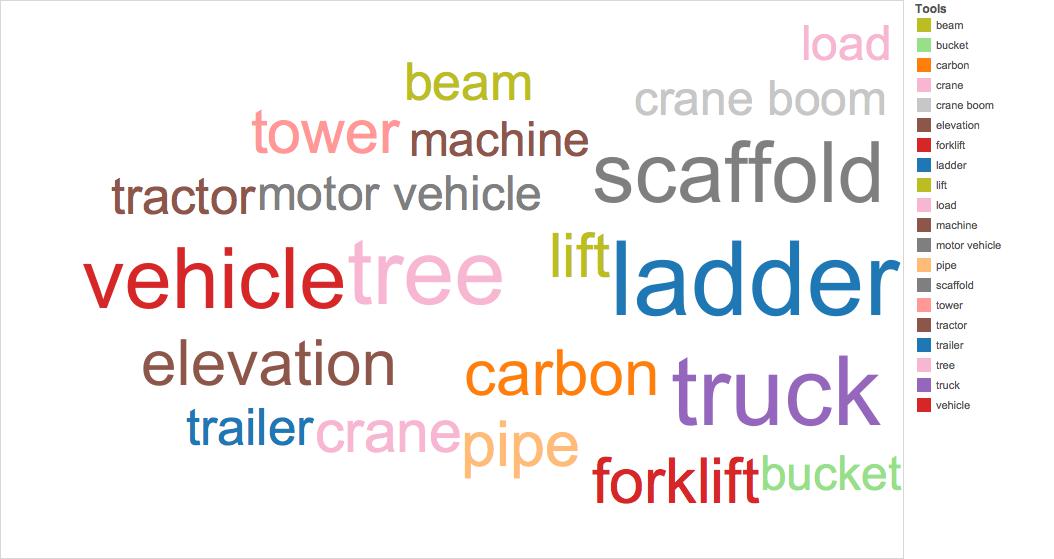 load
beam
crane boom
tower
machine
scaffold
tractor
motor vehicle
vehicle
tree
lift
ladder
elevation
carbon
truck
trailer
crane
pipe
forklift
bucket
Tools
beam
bucket
carbon
crane
crane boom
elevation
forklift
ladder
lift
load
machine
motor vehicle
pipe
scaffold
tower
tractor
trailer
tree
truck
vehicle